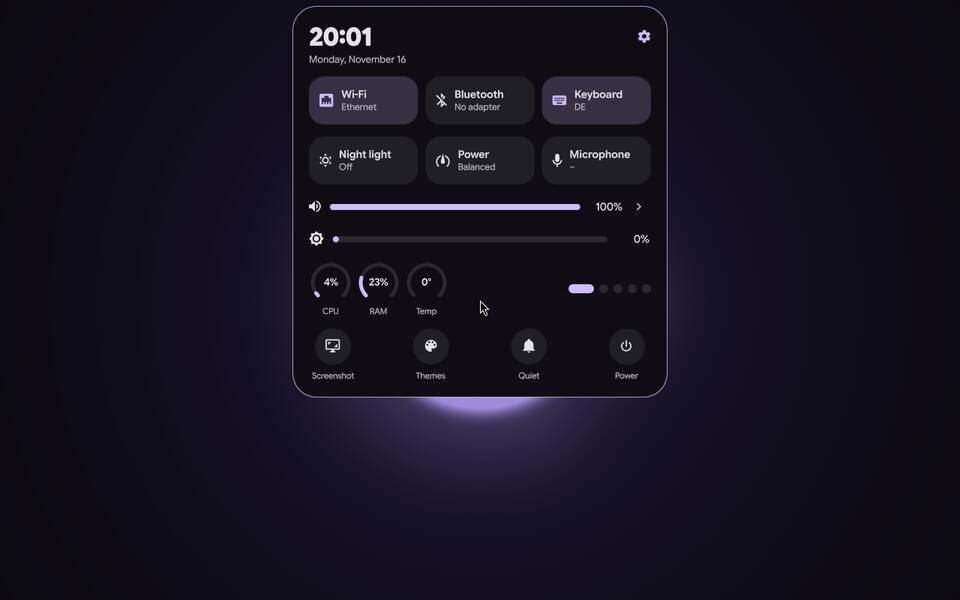 20:01
Monday, November 16
Wi-Fi
Ethernet
Bluetooth
No adapter
Keyboard
DE
Night light
Off
Power
Balanced
Microphone
–
100%
0%
4%
23%
0°
CPU
RAM
Temp
Screenshot
Themes
Quiet
Power